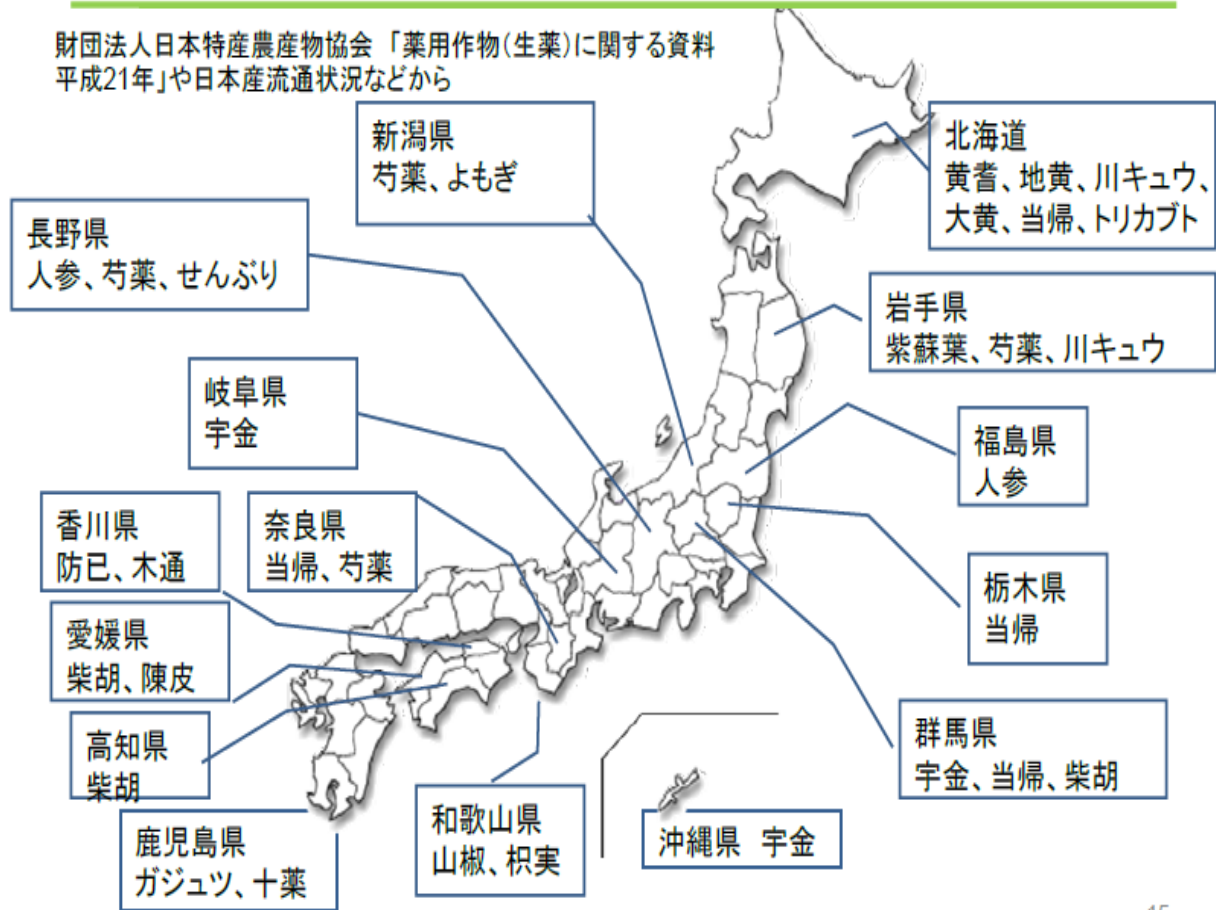 財団法人日本特産農産物協会 「薬用作物(生薬)に関する資料
平成21年」や日本産流通状況などから
新潟県
芍薬、よもぎ
北海道
黄耆、地黄、川キュウ、
大黄、当帰、トリカブト
長野県
人参、芍薬、せんぶり
岩手県
紫蘇葉、芍薬、川キュウ
岐阜県
宇金
福島県
人参
香川県
防已、木通
奈良県
当帰、芍薬
栃木県
当帰
愛媛県
柴胡、陳皮
高知県
柴胡
群馬県
宇金、当帰、柴胡
鹿児島県
ガジュツ、十薬
和歌山県
山椒、枳実
沖縄県 宇金
45